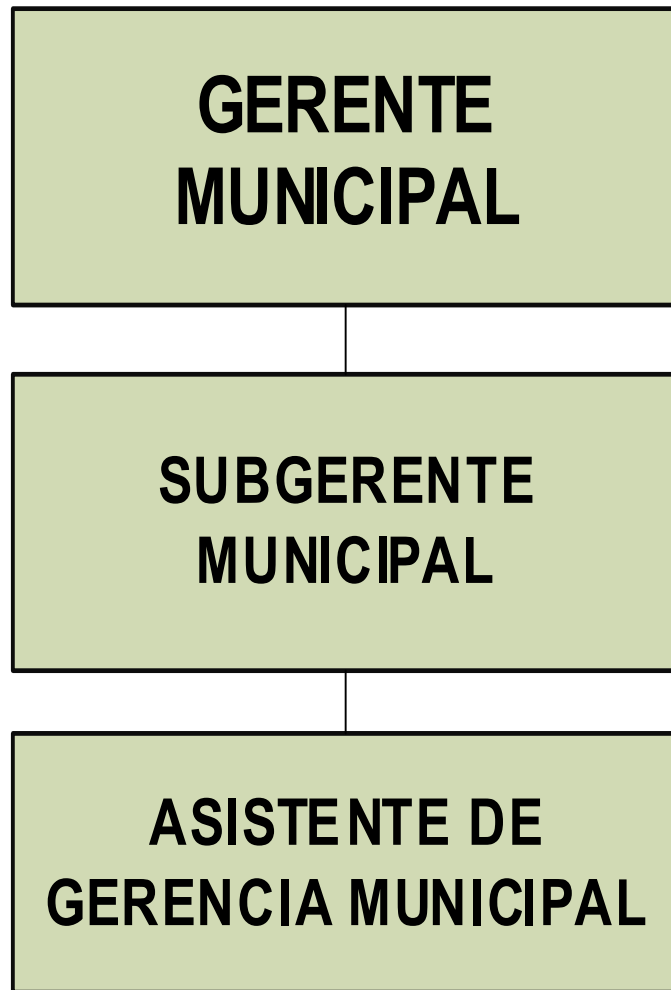 GERENTE
MUNICIPAL
SUBGERENTE
MUNICIPAL
ASISTENTE DE
GERENCIA MUNICIPAL